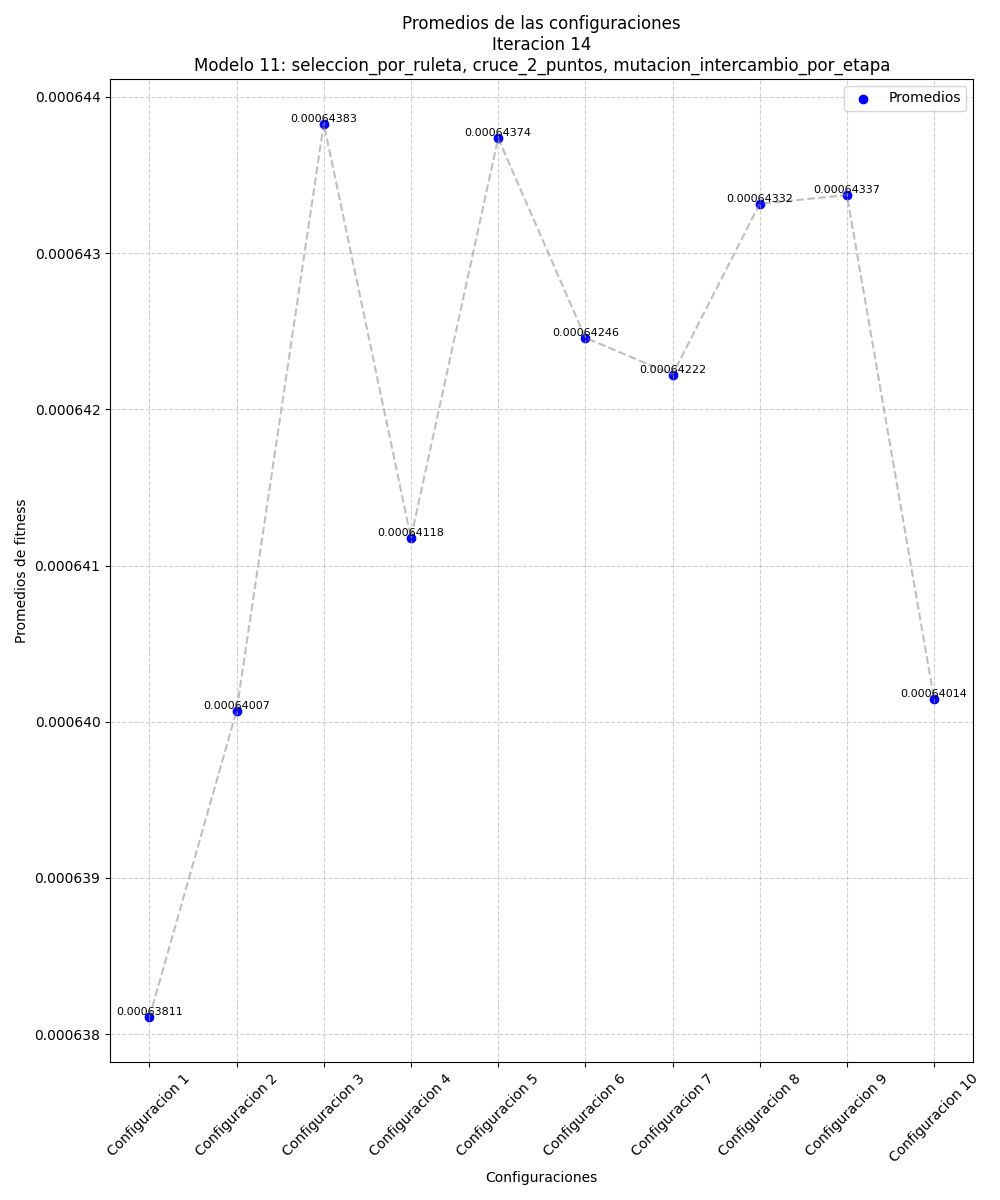 Promedios de las configuraciones
Iteracion 14
Modelo 11: seleccion_por_ruleta, cruce_2_puntos, mutacion_intercambio_por_etapa
Promedios
0.000644
0.000643
0.000642
0.000641
0.000640
0.000639
0.000638
Promedios de fitness
0.00063811
0.00064007
0.00064383
0.00064118
0.00064374
0.00064246
0.00064222
0.00064332
0.00064337
0.00064014
Configuracion 1
Configuracion 2
Configuracion 3
Configuracion 4
Configuracion 5
Configuracion 6
Configuracion 7
Configuracion 8
Configuracion 9
Configuracion 10
Configuraciones